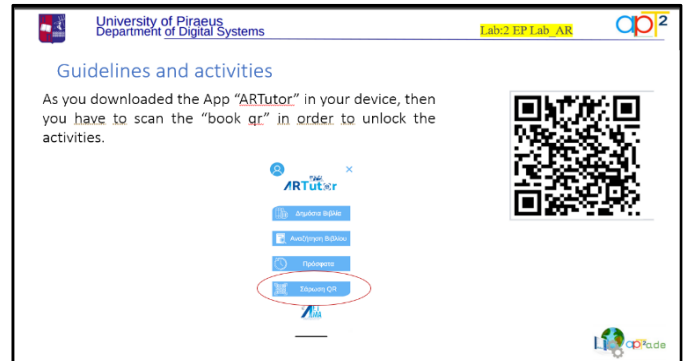 University of Piraeus
Department of Digital Systems
Lab:2 EP Lab_AR
apt2
Guidelines and activities
As you downloaded the App “ARTutor” in your device, then
you have to scan the “book qr” in order to unlock the
activities.
ARTutor
Δημόσια Βιβλία
Αναζήτηση Βιβλίου
Πρόσφατα
Σάρωση QR